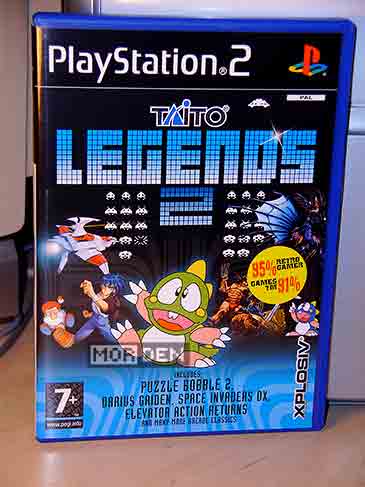 PlayStation®2
PAL
TAITO®
LEGENDS
2
95% RETRO
GAMER
GAMES
TM 91%
MORDEM
INCLUDES:
PUZZLE BOBBLE 2,
DARIUS GAIDEN, SPACE INVADERS DX,
ELEVATOR ACTION RETURNS
AND MANY MORE ARCADE CLASSICS
7+
www.pegi.info
XPLOSIV